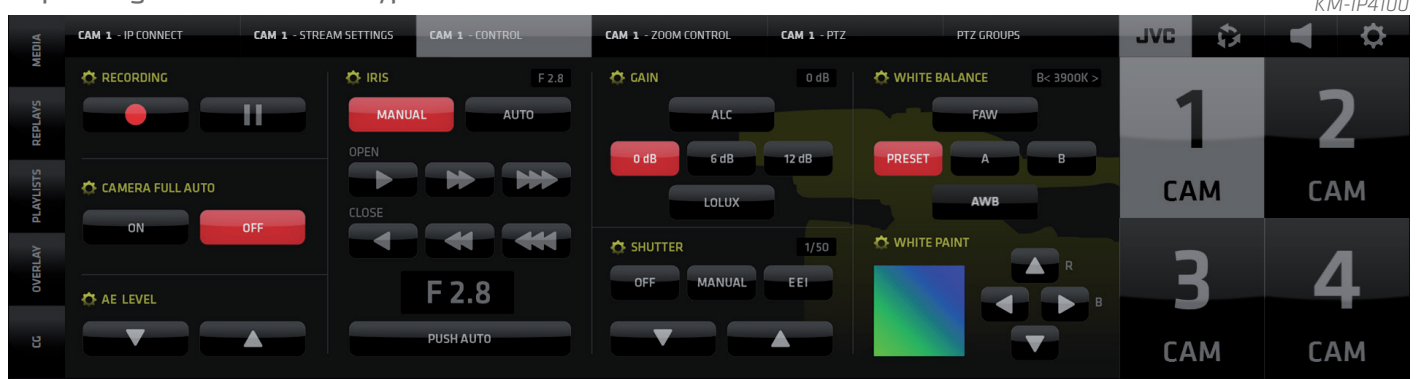 KM-IP4100
CAM 1 - IP CONNECT
CAM 1 - STREAM SETTINGS
CAM 1 - CONTROL
CAM 1 - ZOOM CONTROL
CAM 1 - PTZ
PTZ GROUPS
JVC
MEDIA
REPLAYS
PLAYLISTS
OVERLAY
CG
RECORDING
CAMERA FULL AUTO
ON
OFF
AE LEVEL
IRIS
F 2.8
MANUAL
AUTO
OPEN
CLOSE
F 2.8
PUSH AUTO
GAIN
0 dB
ALC
0 dB
6 dB
12 dB
LOLUX
SHUTTER
1/50
OFF
MANUAL
EEI
WHITE BALANCE
B< 3900K >
FAW
PRESET
A
B
AWB
WHITE PAINT
R
B
1
CAM
2
CAM
3
CAM
4
CAM